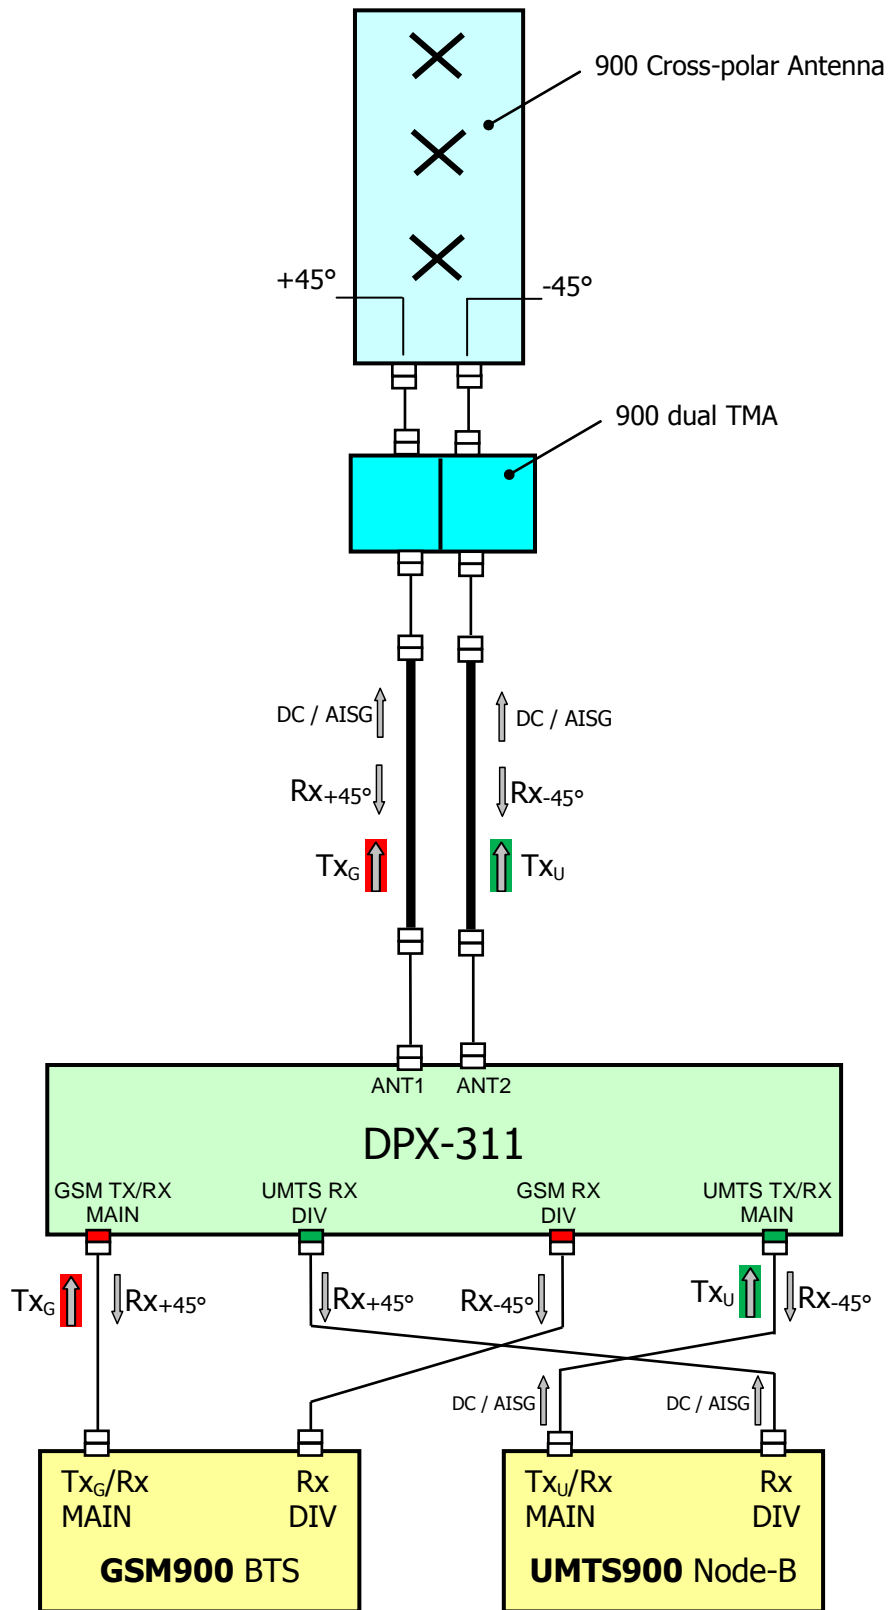 900 Cross-polar Antenna
+45° -45°
900 dual TMA
DC / AISG DC / AISG
Rx+45° Rx-45°
TxG TxU
ANT1 ANT2
DPX-311
GSM TX/RX UMTS RX GSM RX UMTS TX/RX
MAIN DIV DIV MAIN
TxG Rx+45° Rx+45° Rx-45° TxU Rx-45°
DC / AISG DC / AISG
TxG/Rx Rx TxU/Rx Rx
MAIN DIV MAIN DIV
GSM900 BTS UMTS900 Node-B